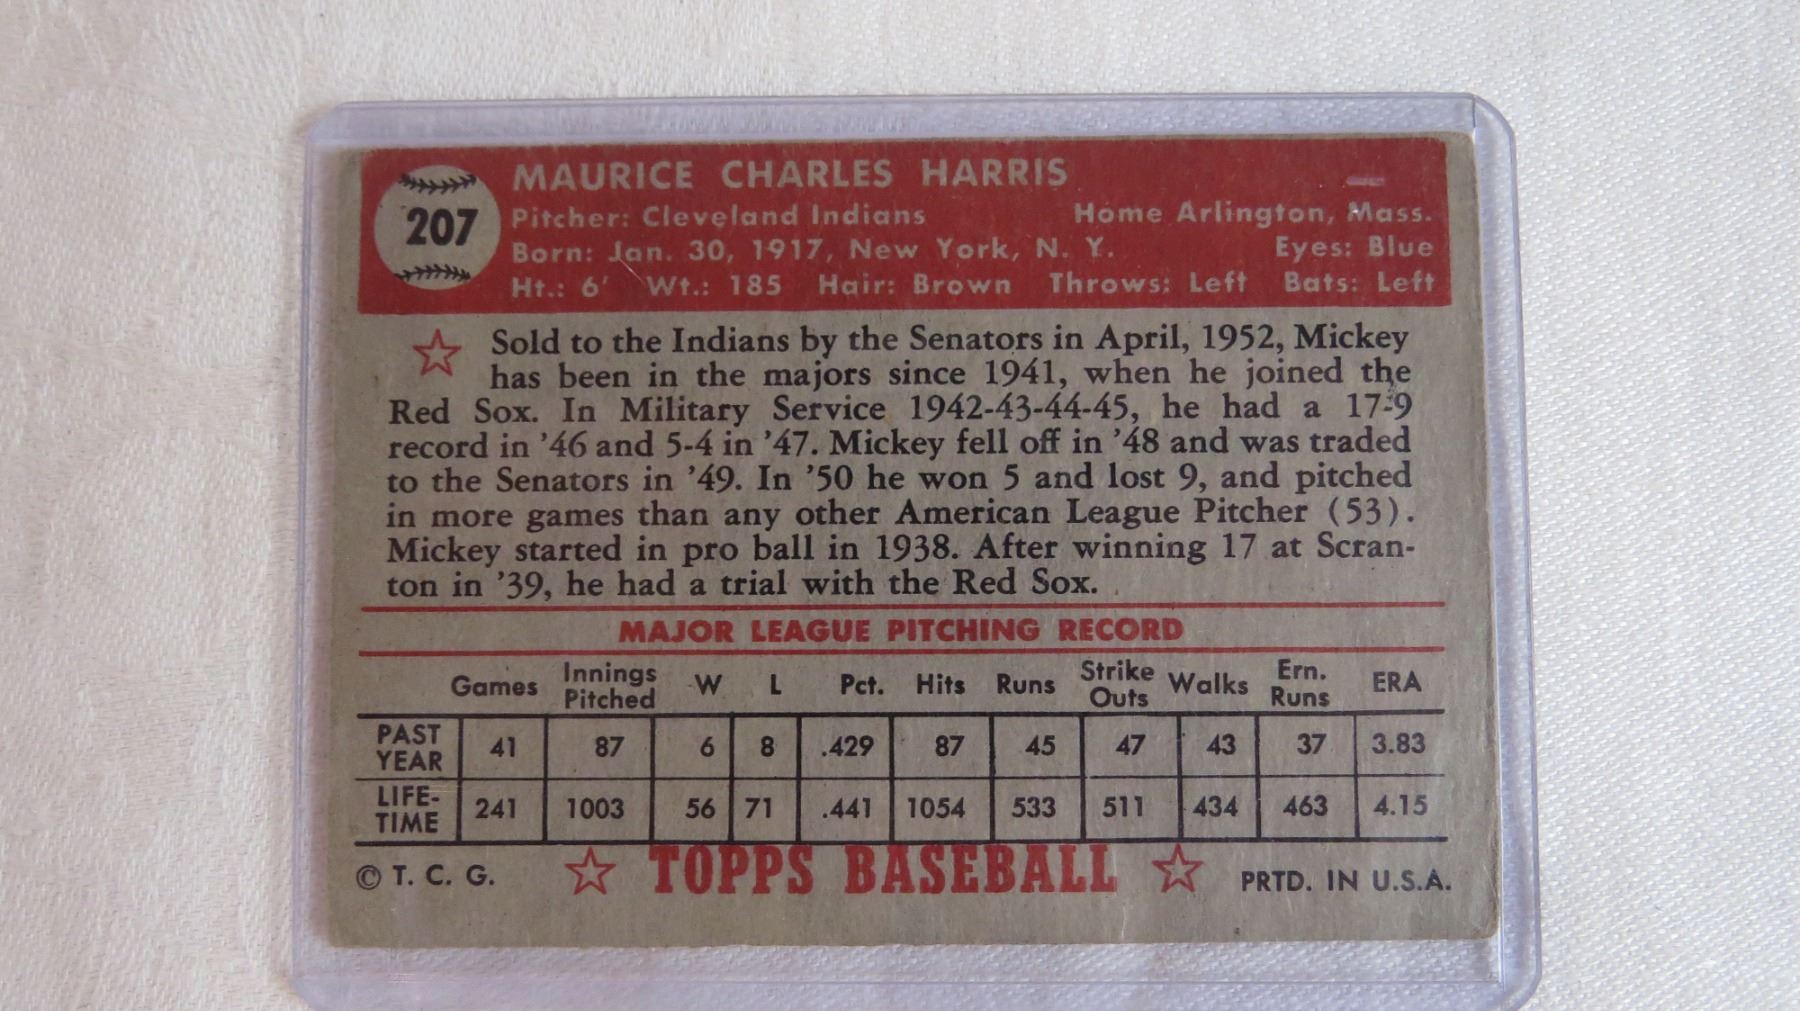 207
MAURICE CHARLES HARRIS
Pitcher: Cleveland Indians Home Arlington, Mass.
Born: Jan. 30, 1917, New York, N. Y. Eyes: Blue
Ht.: 6' Wt.: 185 Hair: Brown Throws: Left Bats: Left
Sold to the Indians by the Senators in April, 1952, Mickey
has been in the majors since 1941, when he joined the
Red Sox. In Military Service 1942-43-44-45, he had a 17-9
record in '46 and 5-4 in '47. Mickey fell off in '48 and was traded
to the Senators in '49. In '50 he won 5 and lost 9, and pitched
in more games than any other American League Pitcher (53).
Mickey started in pro ball in 1938. After winning 17 at Scran-
ton in '39, he had a trial with the Red Sox.
MAJOR LEAGUE PITCHING RECORD
Games Innings Pitched W L Pct. Hits Runs Strike Outs Walks Ern. Runs ERA
PAST YEAR 41 87 6 8 .429 87 45 47 43 37 3.83
LIFE-TIME 241 1003 56 71 .441 1054 533 511 434 463 4.15
© T. C. G. TOPPS BASEBALL PRTD. IN U.S.A.